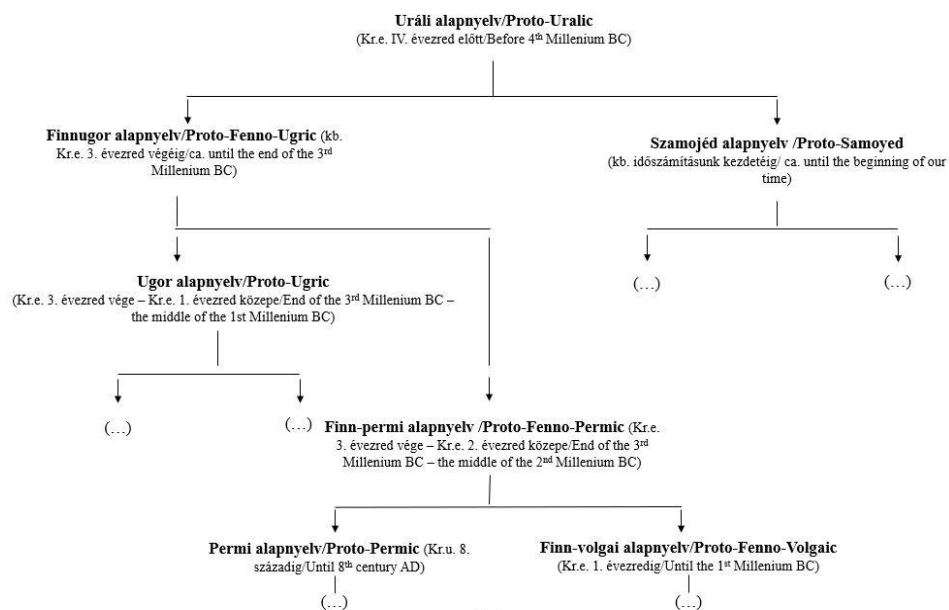 Uráli alapnyelv/Proto-Uralic
(Kr.e. IV. évezred előtt/Before 4th Millenium BC)
Finnugor alapnyelv/Proto-Fenno-Ugric (kb.
Kr.e. 3. évezred végéig/ca. until the end of the 3rd
Millenium BC)
Szamojéd alapnyelv /Proto-Samoyed
(kb. időszámításunk kezdetéig/ ca. until the beginning of our
time)
Ugor alapnyelv/Proto-Ugric
(Kr.e. 3. évezred vége – Kr.e. 1. évezred közepe/End of the 3rd Millenium BC –
the middle of the 1st Millenium BC)
(…)
(…)
(…)
(…)
Finn-permi alapnyelv /Proto-Fenno-Permic (Kr.e.
3. évezred vége – Kr.e. 2. évezred közepe/End of the 3rd
Millenium BC – the middle of the 2nd Millenium BC)
Permi alapnyelv/Proto-Permic (Kr.u. 8.
századig/Until 8th century AD)
Finn-volgai alapnyelv/Proto-Fenno-Volgaic
(Kr.e. 1. évezredig/Until the 1st Millenium BC)
(…)
(…)